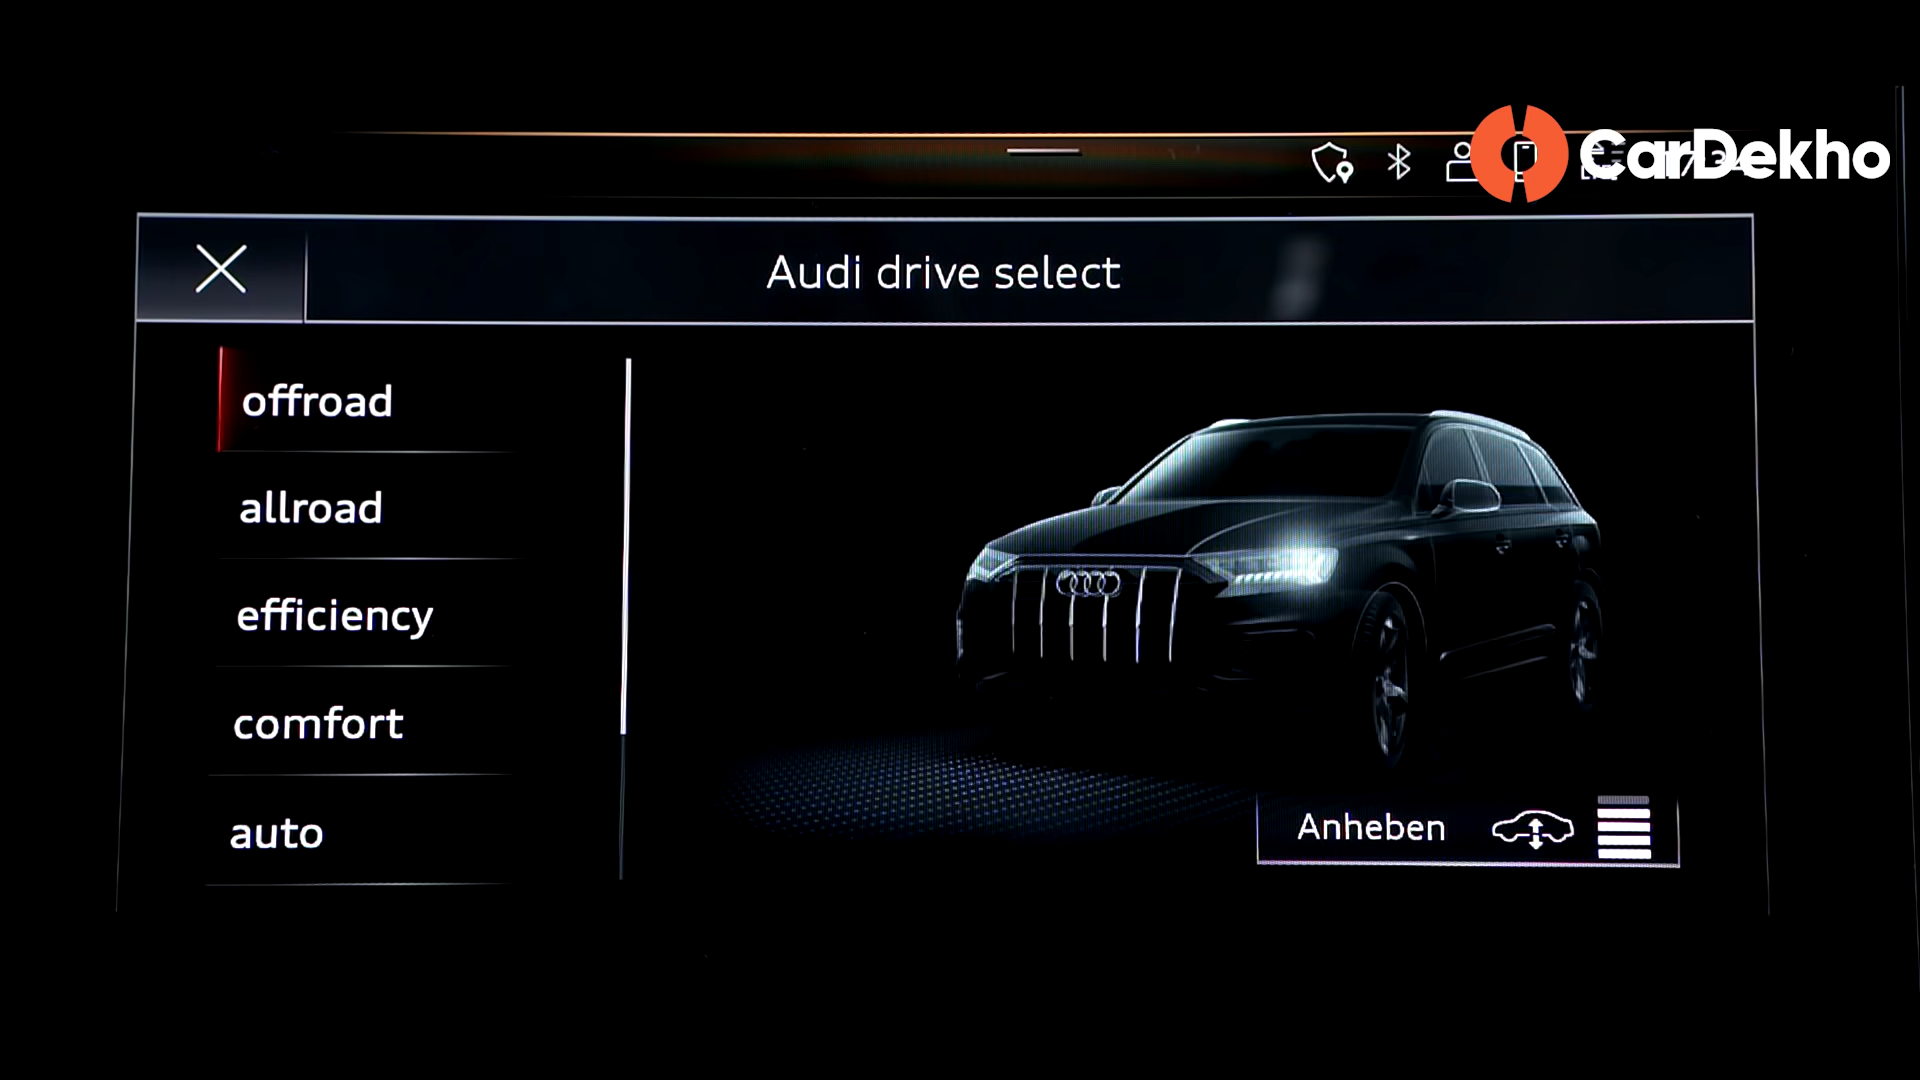 CarDekho
Audi drive select
offroad
allroad
efficiency
comfort
auto
Anheben